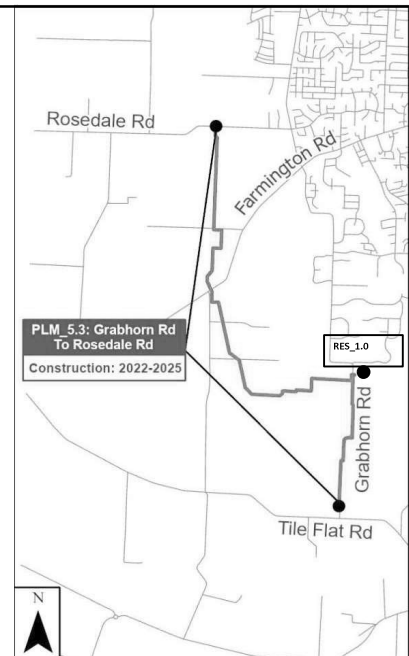 Rosedale Rd
Farmington Rd
PLM_5.3: Grabhorn Rd
To Rosedale Rd
Construction: 2022-2025
RES_1.0
Grabhorn Rd
Tile Flat Rd
N